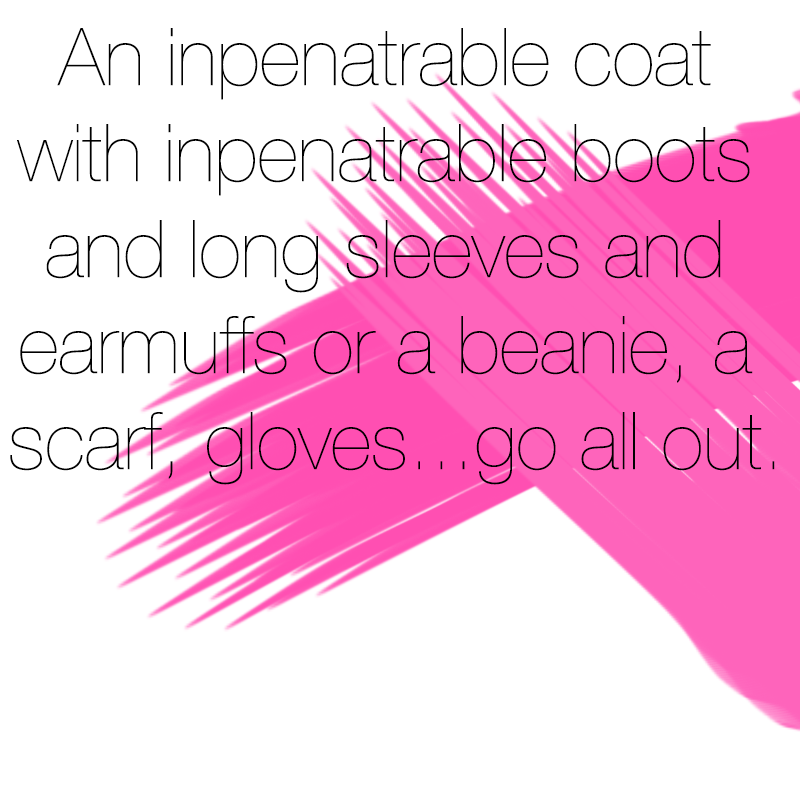 An inpenatrable coat
with inpenatrable boots
and long sleeves and
earmuffs or a beanie, a
scarf, gloves...go all out.